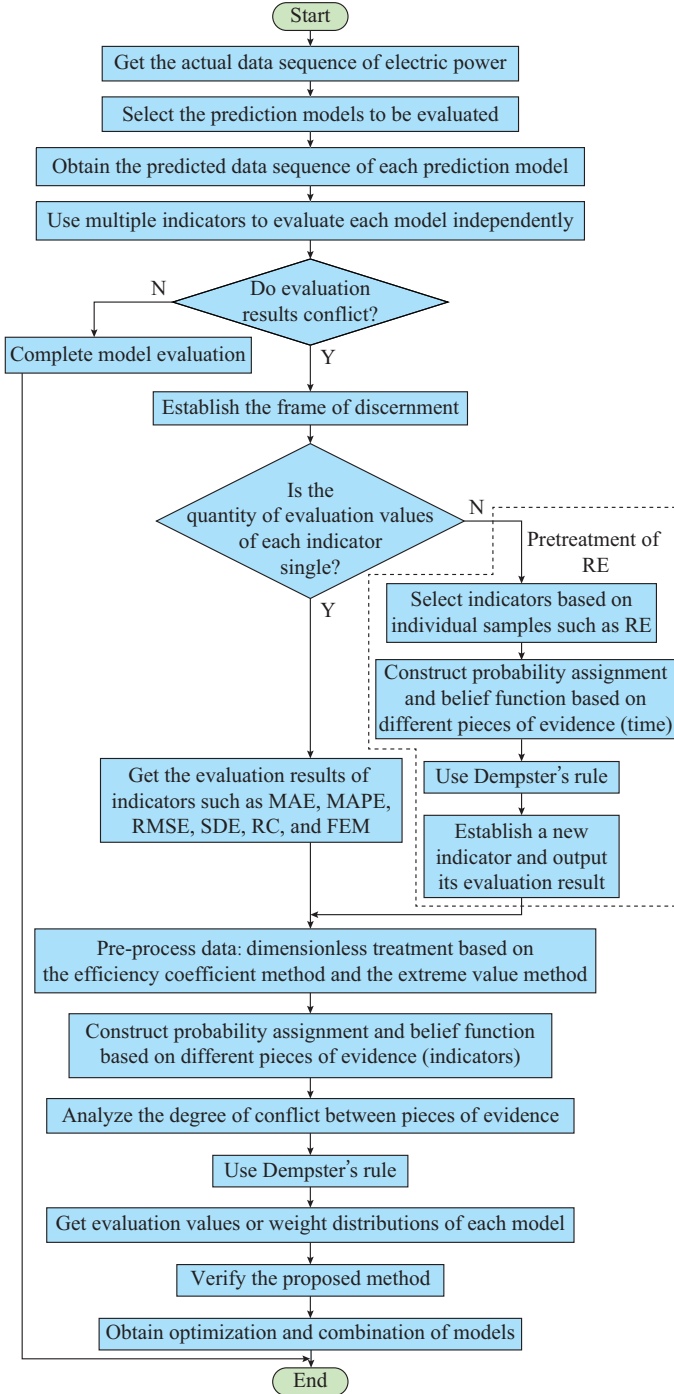 Start
Get the actual data sequence of electric power
Select the prediction models to be evaluated
Obtain the predicted data sequence of each prediction model
Use multiple indicators to evaluate each model independently
N
Do evaluation
results conflict?
Complete model evaluation
Y
Establish the frame of discernment
Is the
quantity of evaluation values
of each indicator
single?
N
Pretreatment of
RE
Y
Select indicators based on
individual samples such as RE
Construct probability assignment
and belief function based on
different pieces of evidence (time)
Use Dempster's rule
Establish a new
indicator and output
its evaluation result
Get the evaluation results of
indicators such as MAE, MAPE,
RMSE, SDE, RC, and FEM
Pre-process data: dimensionless treatment based on
the efficiency coefficient method and the extreme value method
Construct probability assignment and belief function
based on different pieces of evidence (indicators)
Analyze the degree of conflict between pieces of evidence
Use Dempster's rule
Get evaluation values or weight distributions of each model
Verify the proposed method
Obtain optimization and combination of models
End